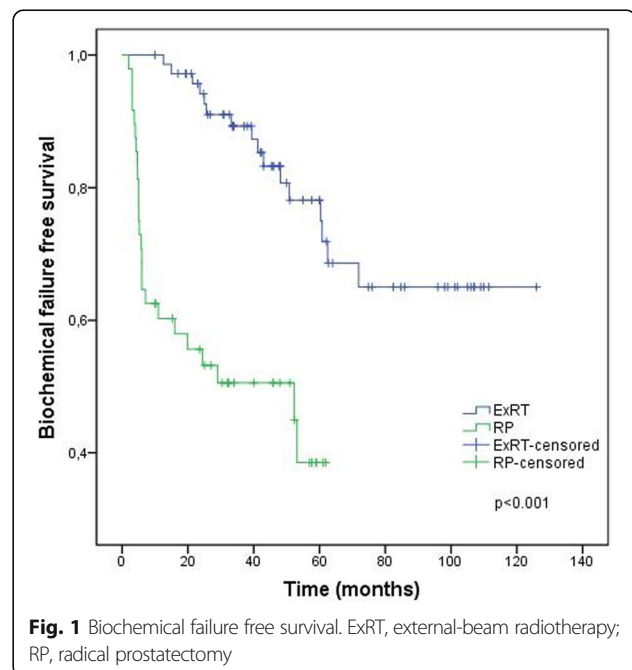 1,0
0,8
0,6
0,4
Biochemical failure free survival
ExRT
RP
ExRT-censored
RP-censored
p<0.001
0 20 40 60 80 100 120 140
Time (months)
Fig. 1 Biochemical failure free survival. ExRT, external-beam radiotherapy;
RP, radical prostatectomy